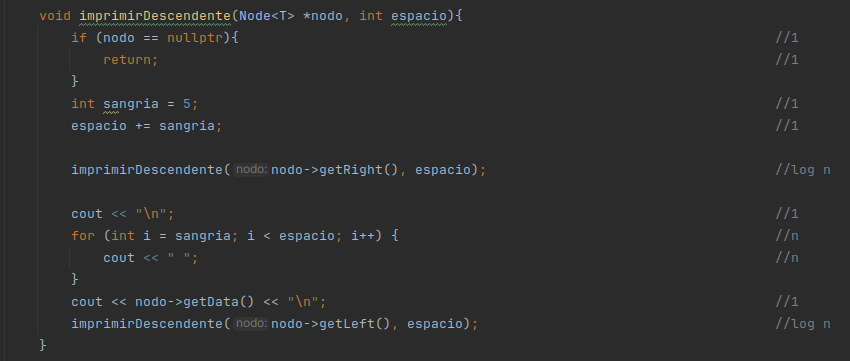 void imprimirDescendente(Node<T> *nodo, int espacio){
if (nodo == nullptr){ //1
return; //1
}
int sangria = 5; //1
espacio += sangria; //1
imprimirDescendente( nodo: nodo->getRight(), espacio); //log n
cout << "\n"; //1
for (int i = sangria; i < espacio; i++) { //n
cout << " "; //n
}
cout << nodo->getData() << "\n"; //1
imprimirDescendente( nodo: nodo->getLeft(), espacio); //log n
}